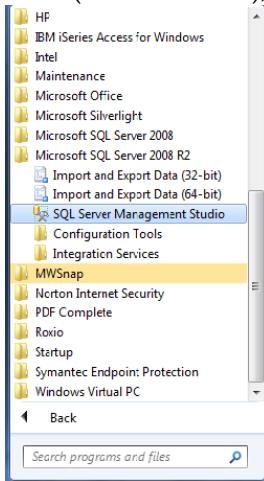 HP
IBM iSeries Access for Windows
Intel
Maintenance
Microsoft Office
Microsoft Silverlight
Microsoft SQL Server 2008
Microsoft SQL Server 2008 R2
Import and Export Data (32-bit)
Import and Export Data (64-bit)
SQL Server Management Studio
Configuration Tools
Integration Services
MWSnap
Norton Internet Security
PDF Complete
Roxio
Startup
Symantec Endpoint Protection
Windows Virtual PC
Back
Search programs and files